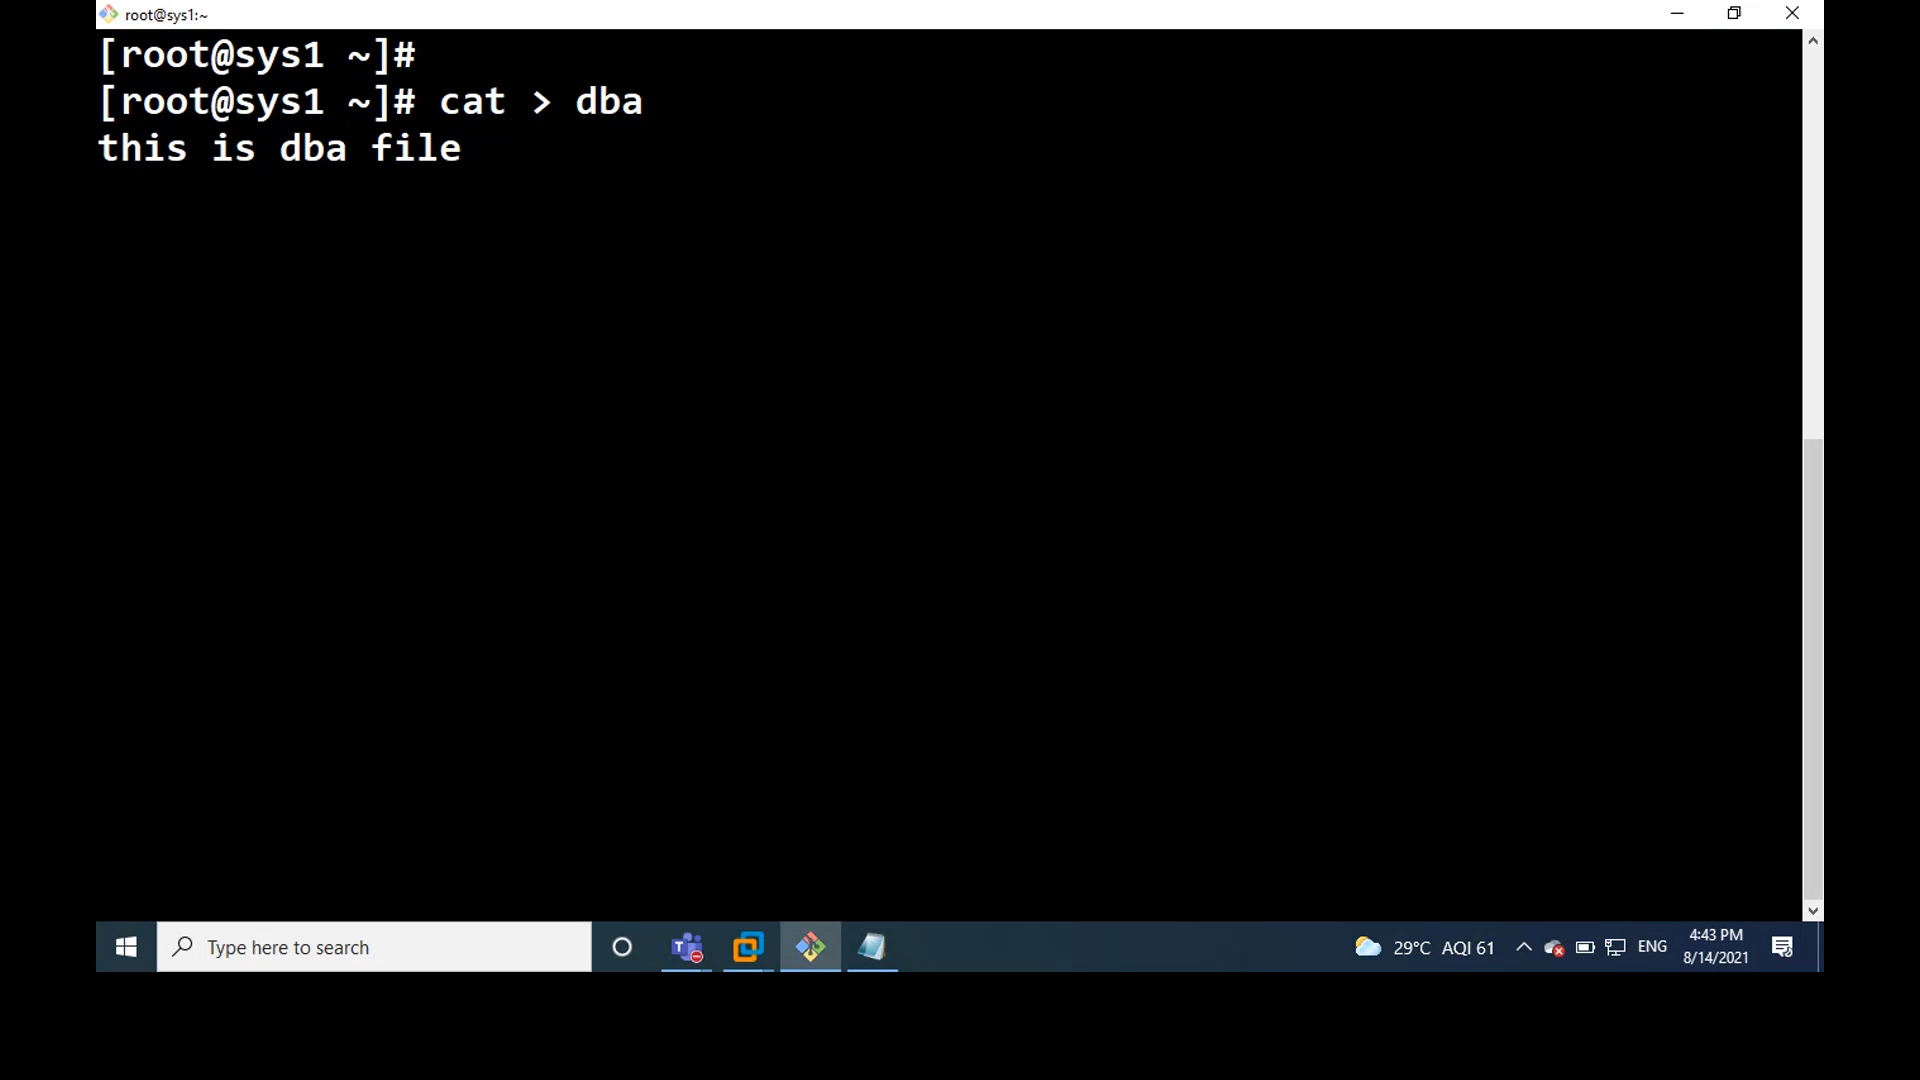 root@sys1:~
[root@sys1 ~]#
[root@sys1 ~]# cat > dba
this is dba file
Type here to search
29°C AQI 61
ENG
4:43 PM
8/14/2021